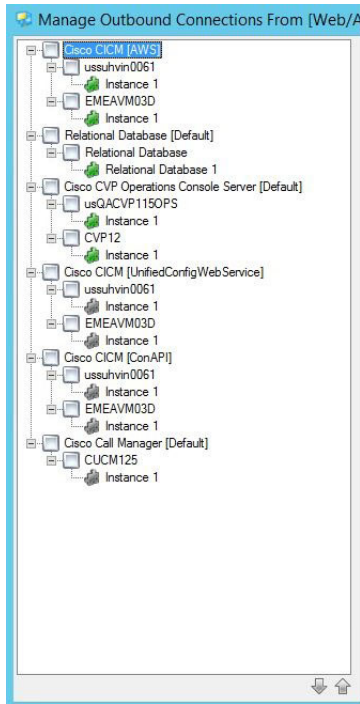 Manage Outbound Connections From [Web/A
Cisco CICM [AWS]
ussuhvin0061
Instance 1
EMEAVM03D
Instance 1
Relational Database [Default]
Relational Database
Relational Database 1
Cisco CVP Operations Console Server [Default]
usQACVP115OPS
Instance 1
CVP12
Instance 1
Cisco CICM [UnifiedConfigWebService]
ussuhvin0061
Instance 1
EMEAVM03D
Instance 1
Cisco CICM [ConAPI]
ussuhvin0061
Instance 1
EMEAVM03D
Instance 1
Cisco Call Manager [Default]
CUCM125
Instance 1